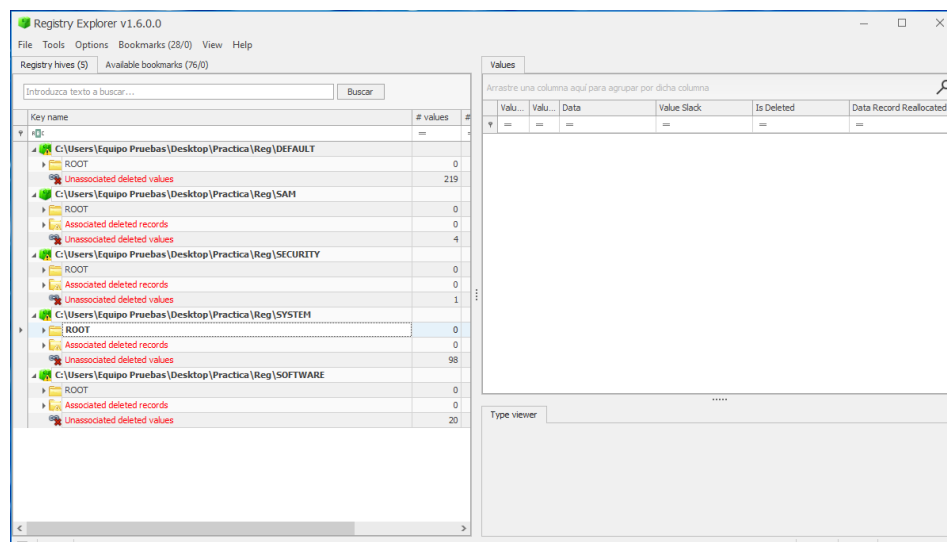 Registry Explorer v1.6.0.0
File Tools Options Bookmarks (28/0) View Help
Registry hives (5) Available bookmarks (76/0)
Introduzca texto a buscar... Buscar
Key name # values #
= =
C:\Users\Equipo Pruebas\Desktop\Practica\Reg\DEFAULT
ROOT 0
Unassociated deleted values 219
C:\Users\Equipo Pruebas\Desktop\Practica\Reg\SAM
ROOT 0
Associated deleted records 0
Unassociated deleted values 4
C:\Users\Equipo Pruebas\Desktop\Practica\Reg\SECURITY
ROOT 0
Associated deleted records 0
Unassociated deleted values 1
C:\Users\Equipo Pruebas\Desktop\Practica\Reg\SYSTEM
ROOT 0
Associated deleted records 0
Unassociated deleted values 98
C:\Users\Equipo Pruebas\Desktop\Practica\Reg\SOFTWARE
ROOT 0
Associated deleted records 0
Unassociated deleted values 20
Values
Arrastre una columna aquí para agrupar por dicha columna
Valu... Valu... Data Value Slack Is Deleted Data Record Reallocated
= = = = = =
Type viewer